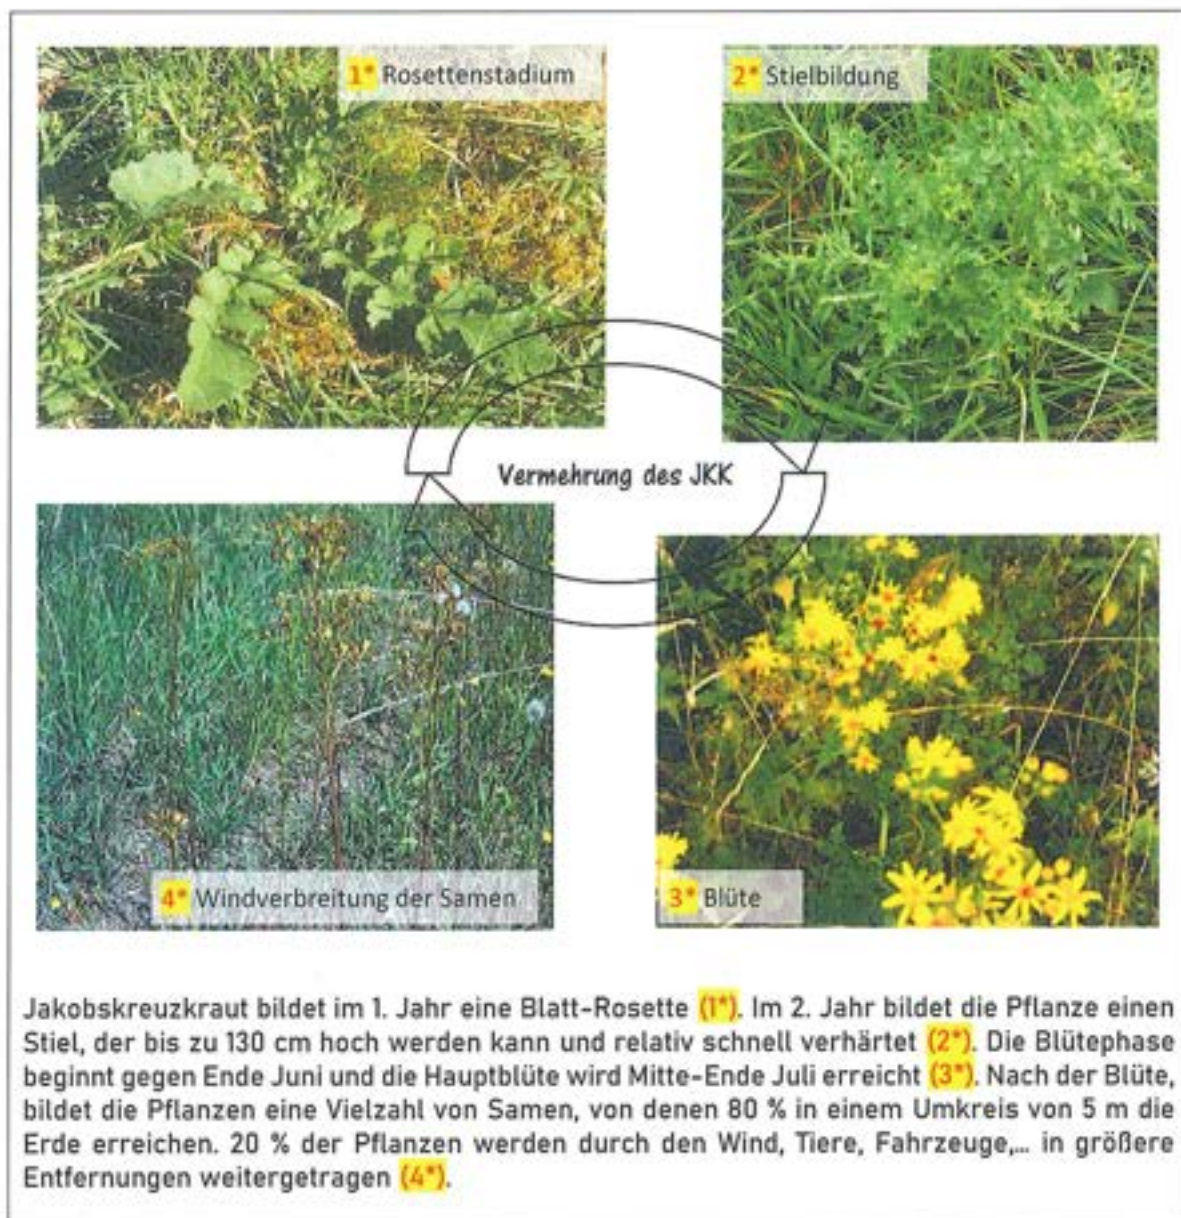 1* Rosettenstadium
2* Stielbildung
Vermehrung des JKK
4* Windverbreitung der Samen
3* Blüte
Jakobskreuzkraut bildet im 1. Jahr eine Blatt-Rosette (1*). Im 2. Jahr bildet die Pflanze einen
Stiel, der bis zu 130 cm hoch werden kann und relativ schnell verhärtet (2*). Die Blütephase
beginnt gegen Ende Juni und die Hauptblüte wird Mitte-Ende Juli erreicht (3*). Nach der Blüte,
bildet die Pflanzen eine Vielzahl von Samen, von denen 80 % in einem Umkreis von 5 m die
Erde erreichen. 20 % der Pflanzen werden durch den Wind, Tiere, Fahrzeuge,... in größere
Entfernungen weitergetragen (4*).